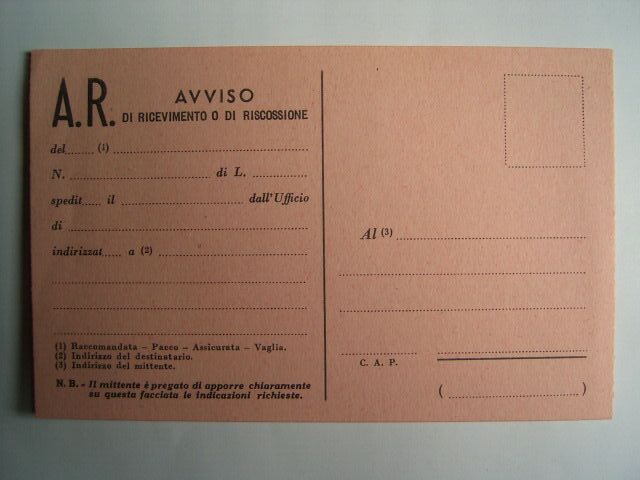 A.R. AVVISO
DI RICEVIMENTO O DI RISCOSSIONE
del...... (1) ......
N. ...... di L. ......
spedit..... il ...... dall'Ufficio
di ......
indirizzat..... a (2) ......
(1) Raccomandata – Pacco – Assicurata – Vaglia.
(2) Indirizzo del destinatario.
(3) Indirizzo del mittente.
N. B. - Il mittente è pregato di apporre chiaramente
su questa facciata le indicazioni richieste.
Al (3) ......
C. A. P.
( ...... )